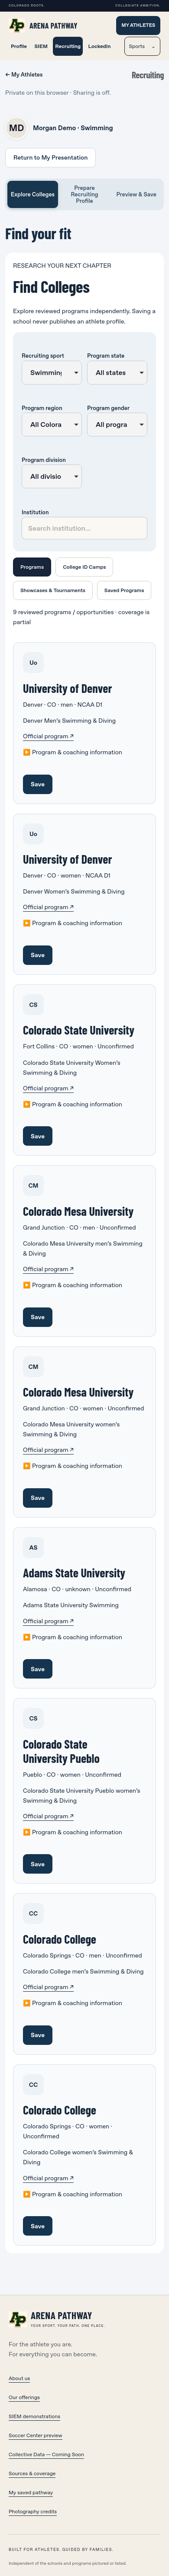 COLORADO ROOTS.
COLLEGIATE AMBITION.
AP
ARENA PATHWAY
MY ATHLETES
Profile
SIEM
Recruiting
LockedIn
Sports
← My Athletes
Recruiting
Private on this browser · Sharing is off.
MD
Morgan Demo · Swimming
Return to My Presentation
Explore Colleges
Prepare
Recruiting
Profile
Preview & Save
Find your fit
RESEARCH YOUR NEXT CHAPTER
Find Colleges
Explore reviewed programs independently. Saving a
school never publishes an athlete profile.
Recruiting sport
Program state
Swimming
All states
Program region
Program gender
All Colora
All progra
Program division
All divisio
Institution
Search institution...
Programs
College ID Camps
Showcases & Tournaments
Saved Programs
9 reviewed programs / opportunities · coverage is
partial
Uo
University of Denver
Denver · CO · men · NCAA D1
Denver Men's Swimming & Diving
Official program ↗
▶ Program & coaching information
Save
Uo
University of Denver
Denver · CO · women · NCAA D1
Denver Women's Swimming & Diving
Official program ↗
▶ Program & coaching information
Save
CS
Colorado State University
Fort Collins · CO · women · Unconfirmed
Colorado State University Women's
Swimming & Diving
Official program ↗
▶ Program & coaching information
Save
CM
Colorado Mesa University
Grand Junction · CO · men · Unconfirmed
Colorado Mesa University men's Swimming
& Diving
Official program ↗
▶ Program & coaching information
Save
CM
Colorado Mesa University
Grand Junction · CO · women · Unconfirmed
Colorado Mesa University women's
Swimming & Diving
Official program ↗
▶ Program & coaching information
Save
AS
Adams State University
Alamosa · CO · unknown · Unconfirmed
Adams State University Swimming
Official program ↗
▶ Program & coaching information
Save
CS
Colorado State
University Pueblo
Pueblo · CO · women · Unconfirmed
Colorado State University Pueblo women's
Swimming & Diving
Official program ↗
▶ Program & coaching information
Save
CC
Colorado College
Colorado Springs · CO · men · Unconfirmed
Colorado College men's Swimming & Diving
Official program ↗
▶ Program & coaching information
Save
CC
Colorado College
Colorado Springs · CO · women ·
Unconfirmed
Colorado College women's Swimming &
Diving
Official program ↗
▶ Program & coaching information
Save
AP
ARENA PATHWAY
YOUR SPORT. YOUR PATH. ONE PLACE.
For the athlete you are.
For everything you can become.
About us
Our offerings
SIEM demonstrations
Soccer Center preview
Collective Data — Coming Soon
Sources & coverage
My saved pathway
Photography credits
BUILT FOR ATHLETES. GUIDED BY FAMILIES.
Independent of the schools and programs pictured or listed.